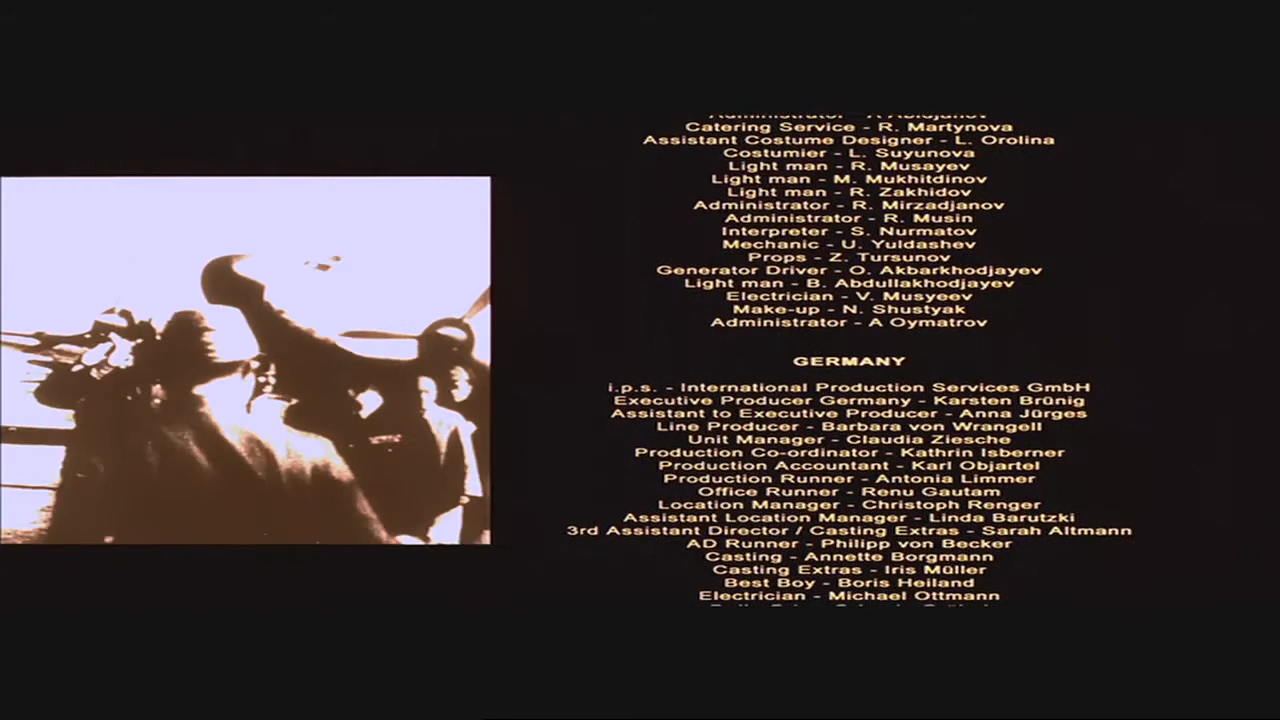 Catering Service - R. Martynova
Assistant Costume Designer - L. Orolina
Costumier - L. Suyunova
Light man - R. Musayev
Light man - M. Mukhitdinov
Light man - R. Zakhidov
Administrator - R. Mirzadjanov
Administrator - R. Musin
Interpreter - S. Nurmatov
Mechanic - U. Yuldashev
Props - Z. Tursunov
Generator Driver - O. Akbarkhodjayev
Light man - B. Abdullakhodjayev
Electrician - V. Musyeev
Make-up - N. Shustyak
Administrator - A Oymatrov
GERMANY
i.p.s. - International Production Services GmbH
Executive Producer Germany - Karsten Brünig
Assistant to Executive Producer - Anna Jürges
Line Producer - Barbara von Wrangell
Unit Manager - Claudia Ziesche
Production Co-ordinator - Kathrin Isberner
Production Accountant - Karl Objartel
Production Runner - Antonia Limmer
Office Runner - Renu Gautam
Location Manager - Christoph Renger
Assistant Location Manager - Linda Barutzki
3rd Assistant Director / Casting Extras - Sarah Altmann
AD Runner - Philipp von Becker
Casting - Annette Borgmann
Casting Extras - Iris Müller
Best Boy - Boris Heiland
Electrician - Michael Ottmann